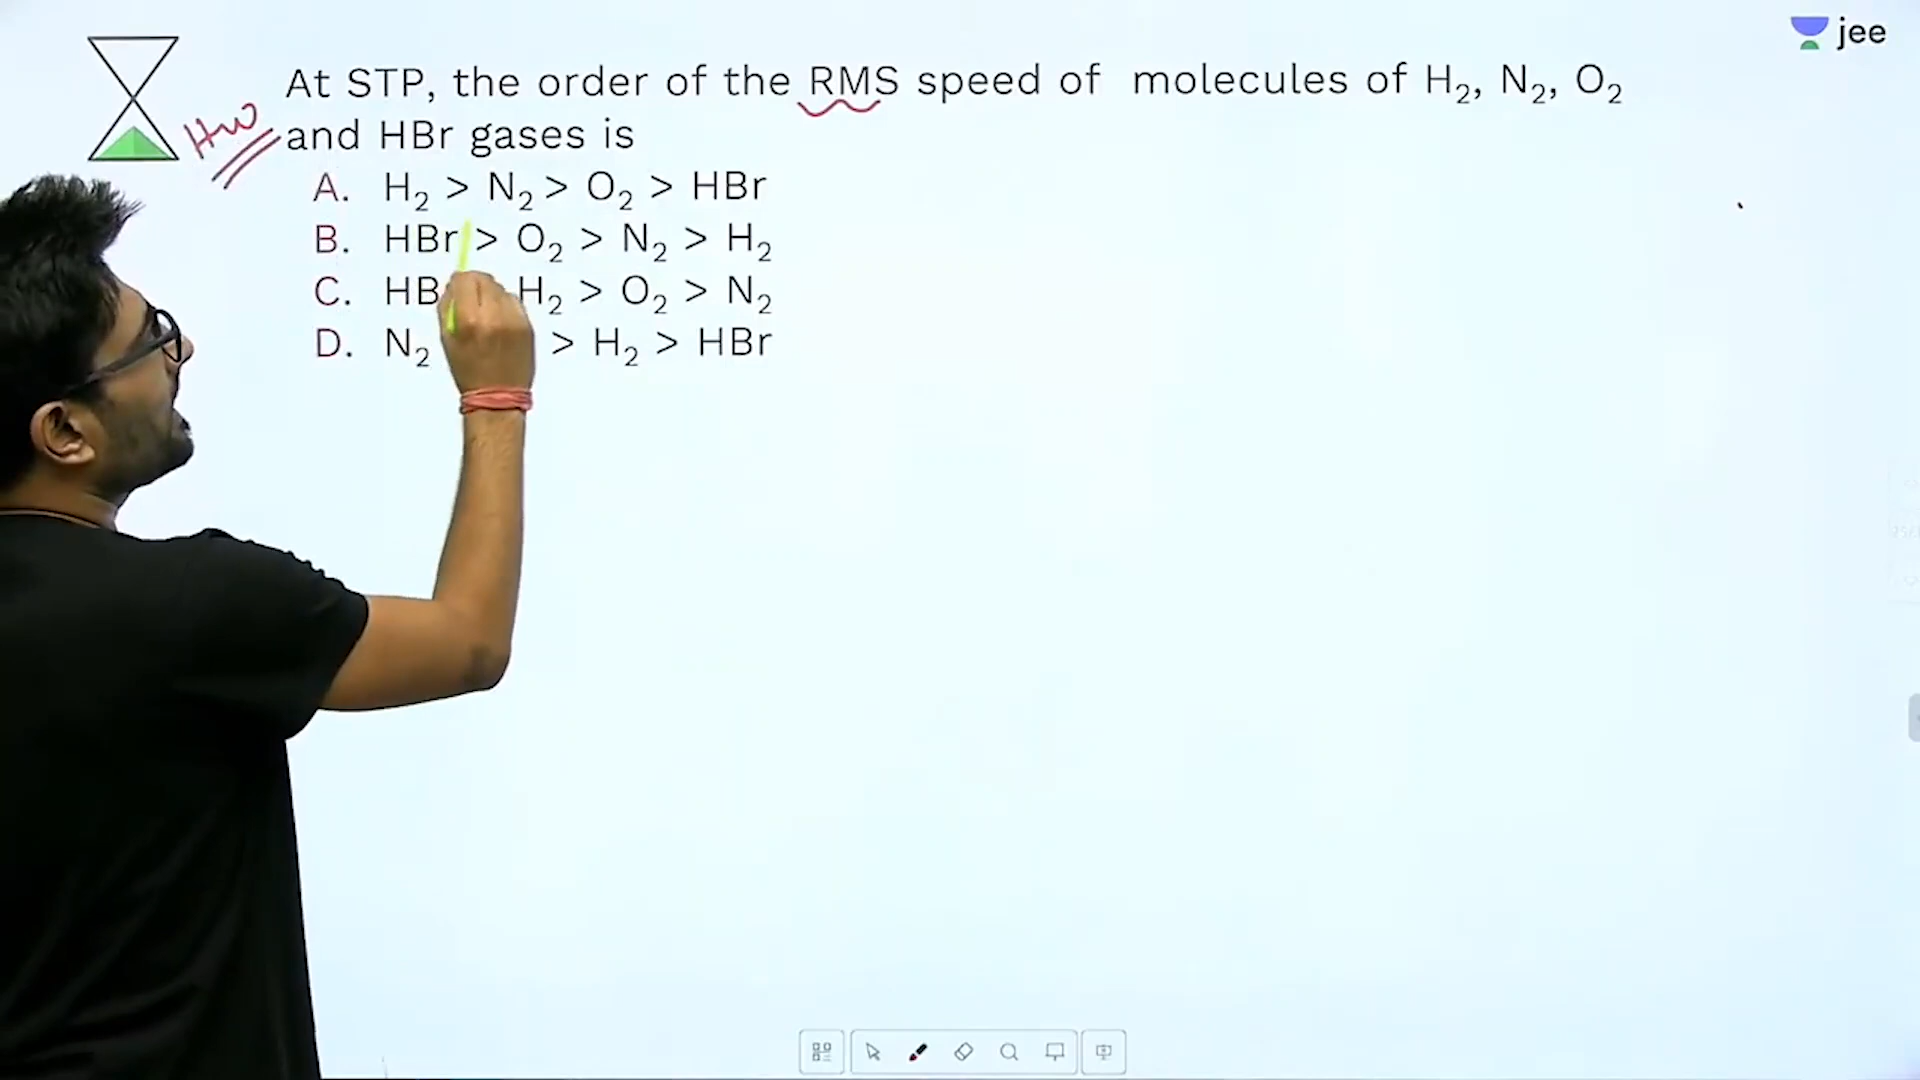 jee
At STP, the order of the RMS speed of molecules of H₂, N₂, O₂
HW
and HBr gases is
A. H₂ > N₂ > O₂ > HBr
B. HBr > O₂ > N₂ > H₂
C. HB H₂ > O₂ > N₂
D. N₂ > H₂ > HBr